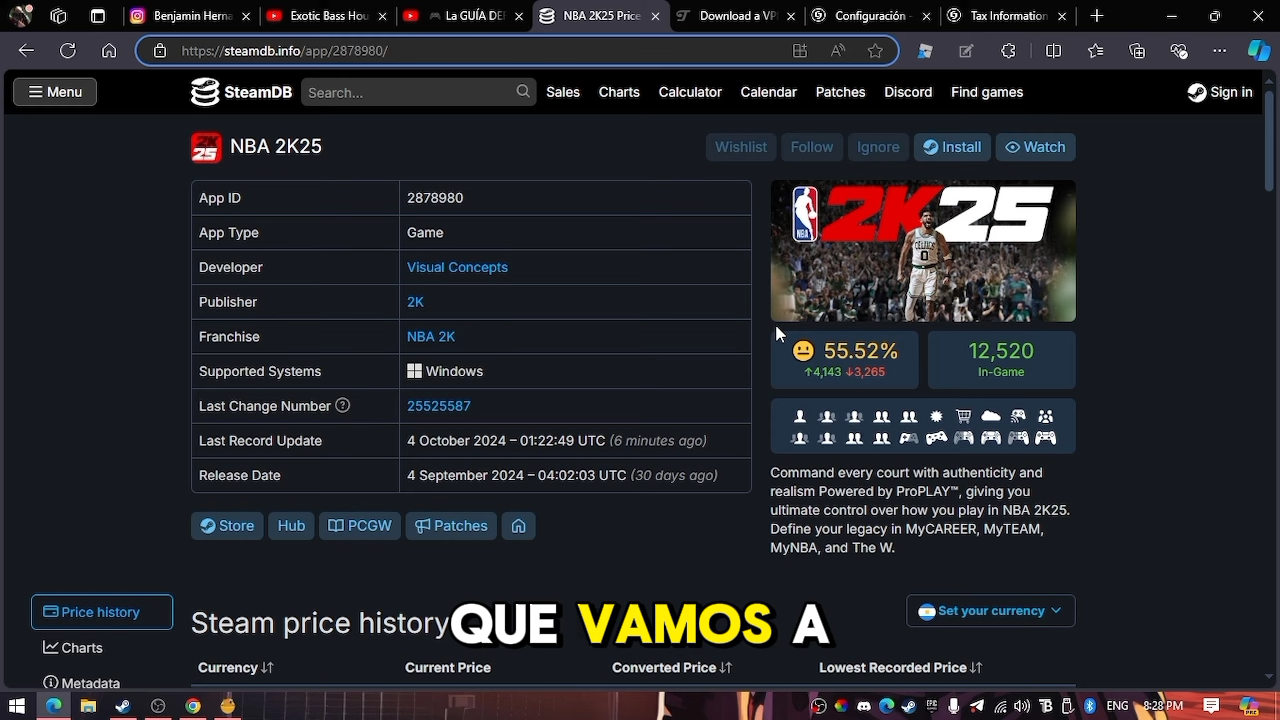 Benjamin Herna
Exotic Bass Hou
La GUÍA DEF
NBA 2K25 Price
Download a VP
Configuración -
Tax Information
https://steamdb.info/app/2878980/
Menu
SteamDB
Search...
Sales
Charts
Calculator
Calendar
Patches
Discord
Find games
Sign in
2K
25
NBA 2K25
Wishlist
Follow
Ignore
Install
Watch
App ID 2878980
App Type Game
Developer Visual Concepts
Publisher 2K
Franchise NBA 2K
Supported Systems Windows
Last Change Number 25525587
Last Record Update 4 October 2024 – 01:22:49 UTC (6 minutes ago)
Release Date 4 September 2024 – 04:02:03 UTC (30 days ago)
NBA 2K25
CELTICS
0
55.52%
↑4,143 ↓3,265
12,520
In-Game
Command every court with authenticity and
realism Powered by ProPLAY™, giving you
ultimate control over how you play in NBA 2K25.
Define your legacy in MyCAREER, MyTEAM,
MyNBA, and The W.
Store
Hub
PCGW
Patches
Price history
Charts
Metadata
Steam price history
Set your currency
QUE VAMOS A
Currency
Current Price
Converted Price
Lowest Recorded Price
ENG
8:28 PM
PRE